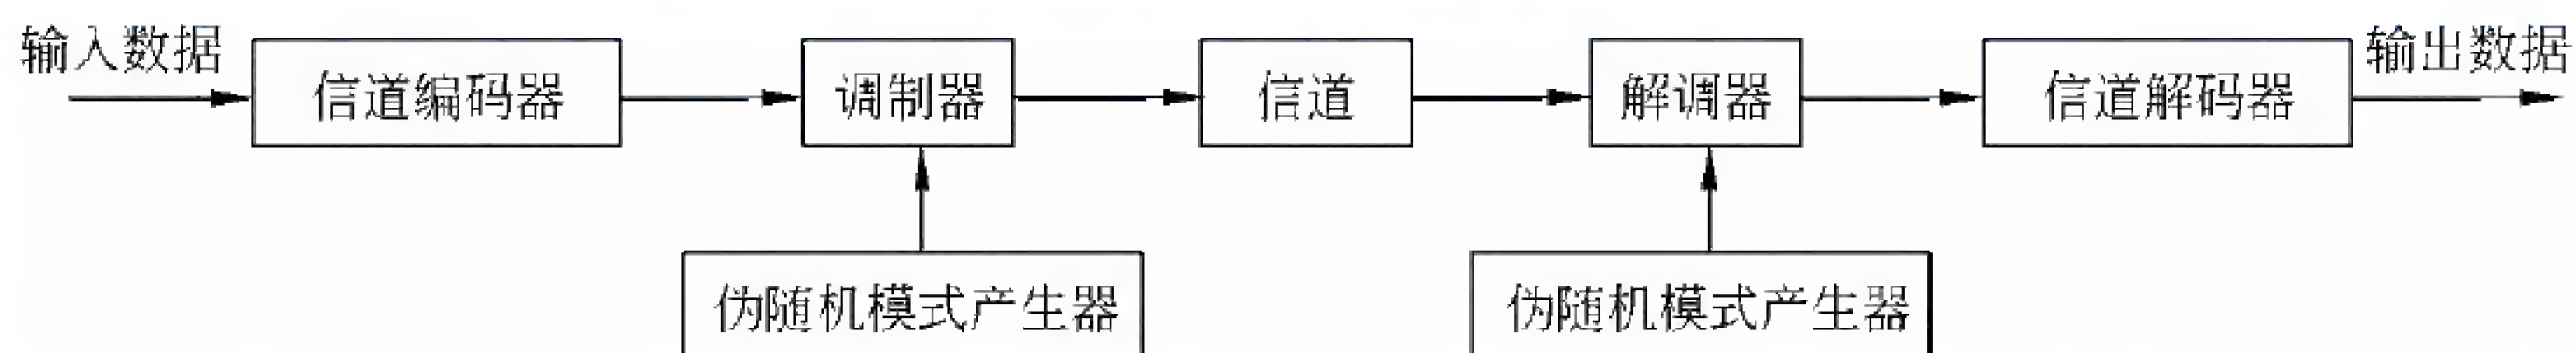 输入数据
信道编码器
调制器
信道
解调器
信道解码器
输出数据
伪随机模式产生器
伪随机模式产生器